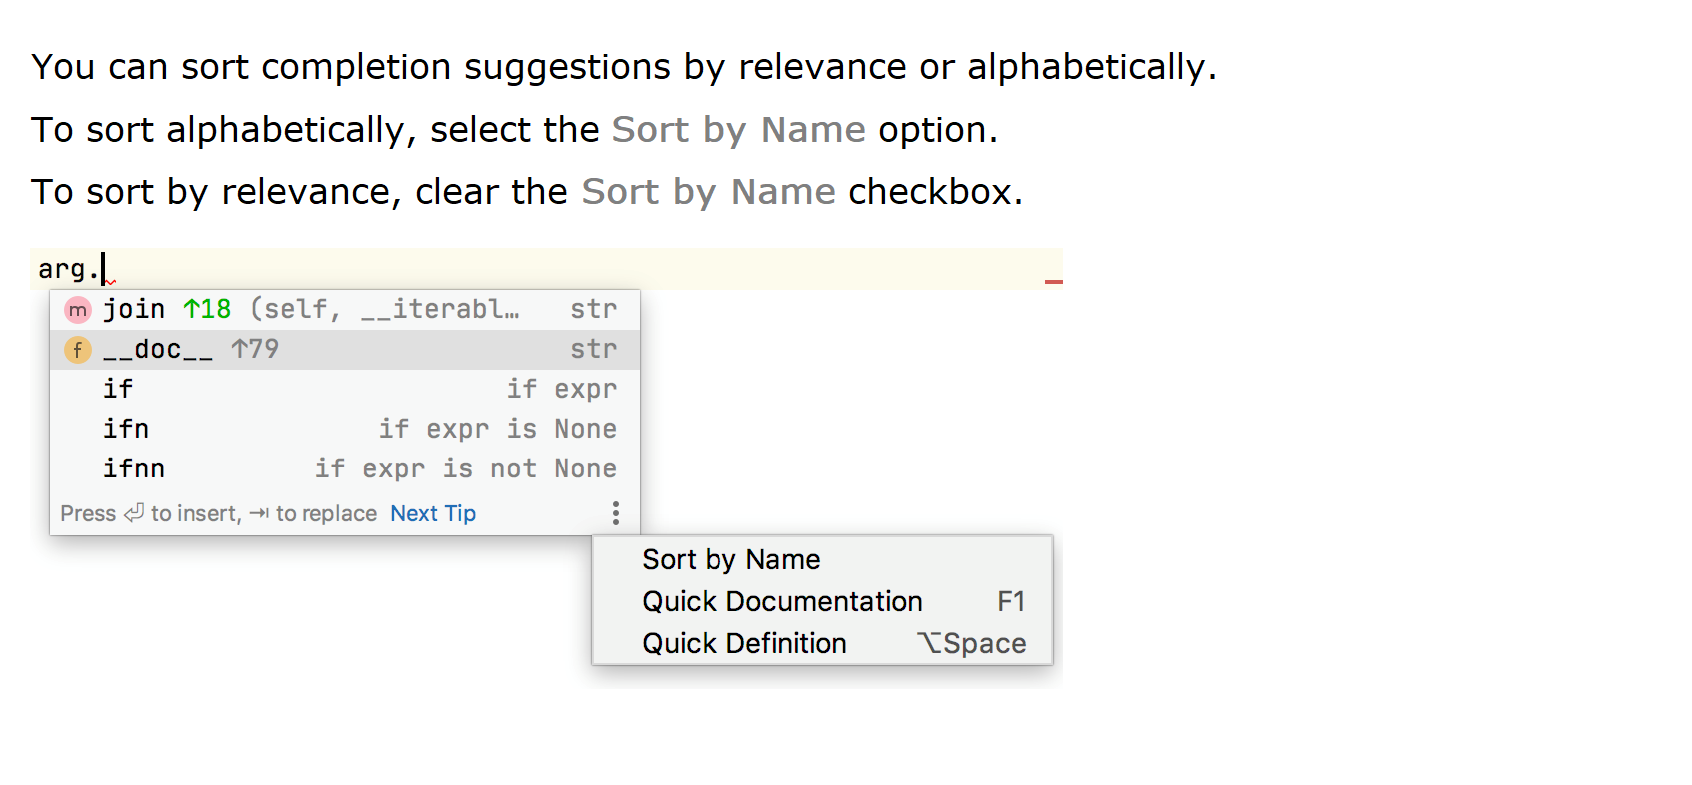 You can sort completion suggestions by relevance or alphabetically.
To sort alphabetically, select the Sort by Name option.
To sort by relevance, clear the Sort by Name checkbox.
arg.
m join ↑18 (self, __iterabl… str
f __doc__ ↑79 str
if if expr
ifn if expr is None
ifnn if expr is not None
Press ⏎ to insert, ⇥ to replace Next Tip
Sort by Name
Quick Documentation F1
Quick Definition ⌥Space